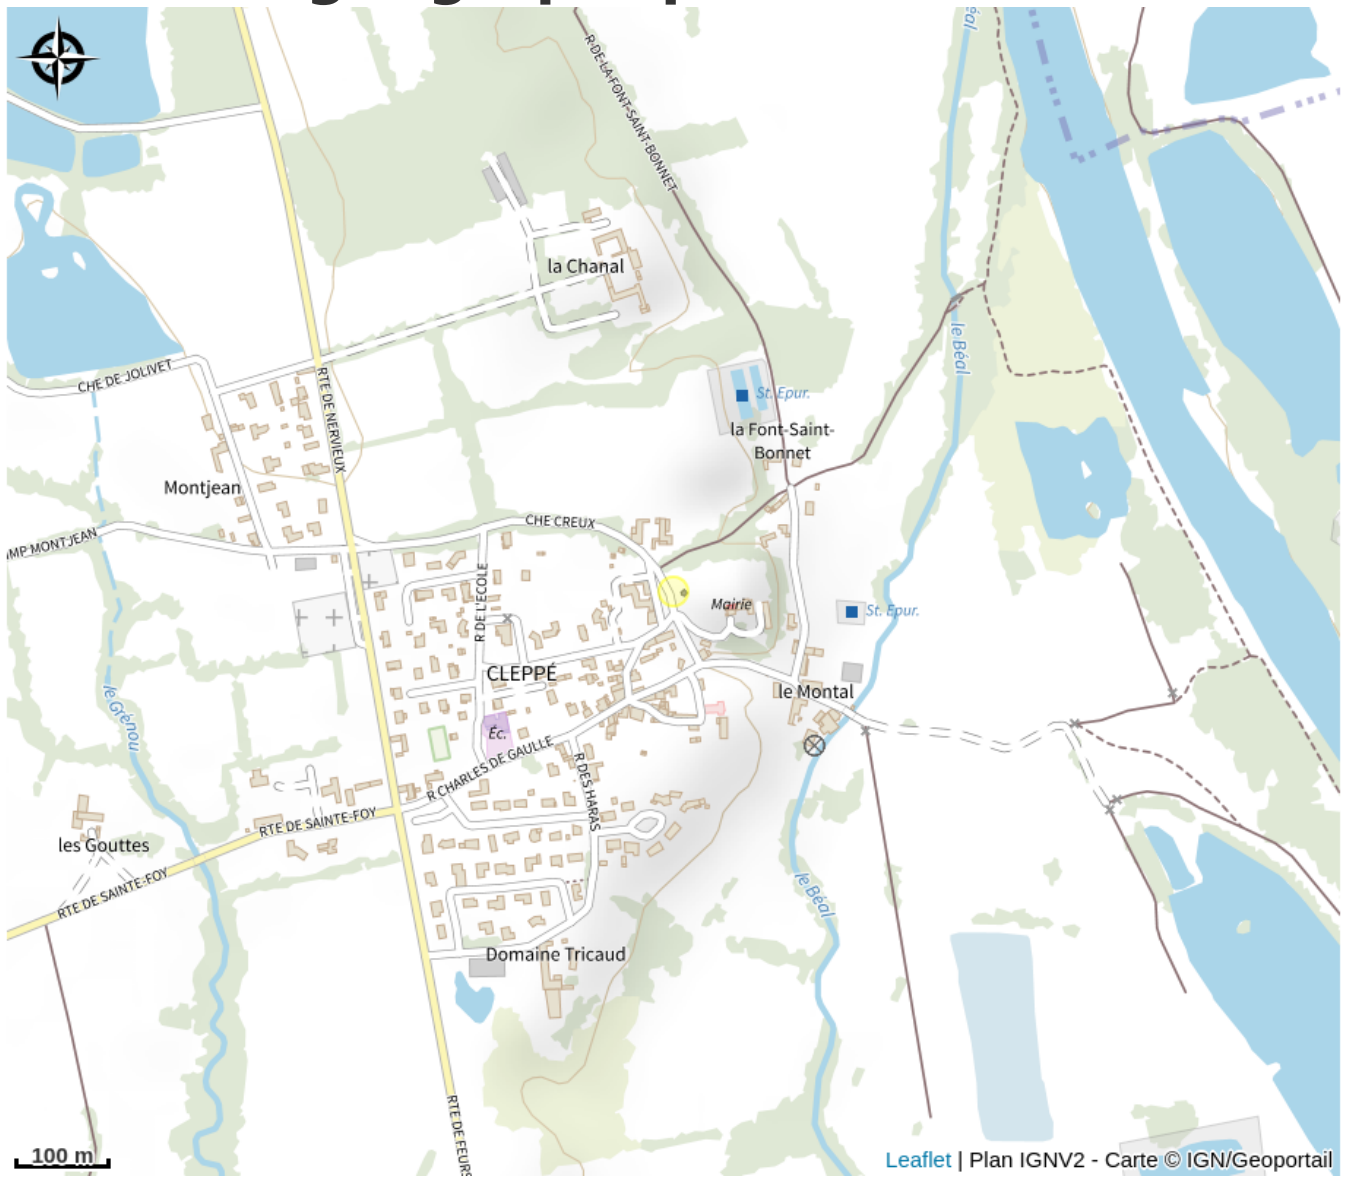 le Béal
R DE LA FONT-SAINT-BONNET
la Chanal
le Béal
CHE DE JOLIVET
RTE DE NERVIEUX
St. Epur.
la Font-Saint-
Bonnet
Montjean
CHE CREUX
MP MONTJEAN
R DE L'ECOLE
Mairie
St. Epur.
CLEPPÉ
le Montal
le Grénou
Éc.
R CHARLES DE GAULLE
R DES HARAS
RTE DE SAINTE-FOY
les Gouttes
RTE DE SAINTE-FOY
le Béal
Domaine Tricaud
RTE DE FEURS
100 m
Leaflet | Plan IGNV2 - Carte © IGN/Geoportail